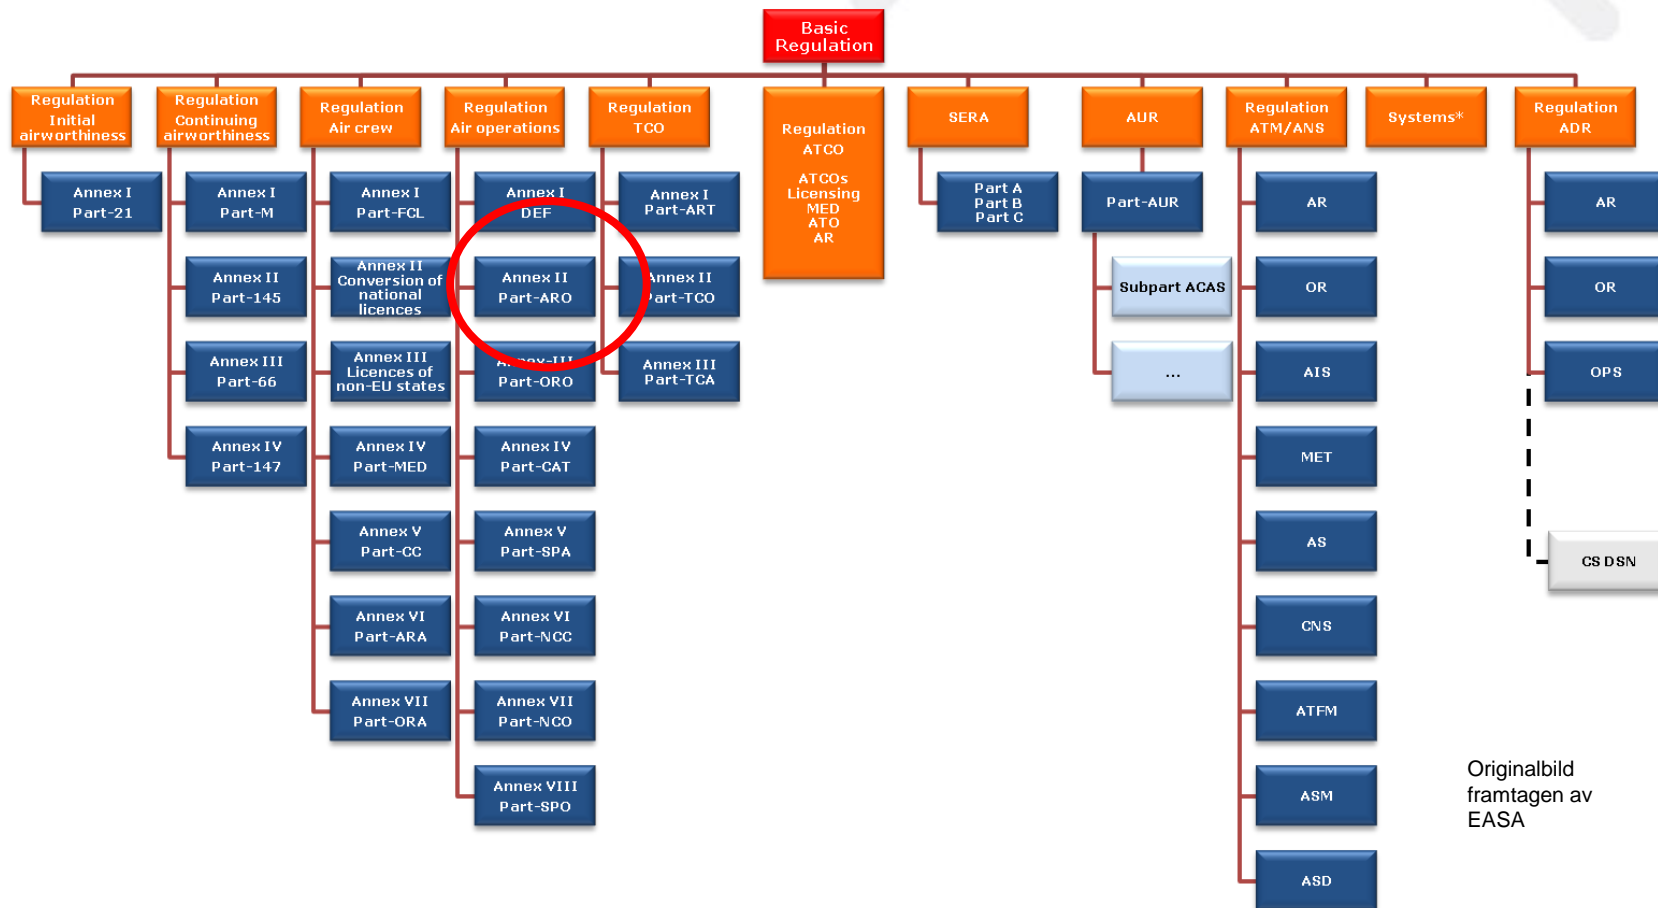 Basic
Regulation
Regulation
Initial
airworthiness
Regulation
Continuing
airworthiness
Regulation
Air crew
Regulation
Air operations
Regulation
TCO
Regulation
ATCO
ATCOs
Licensing
MED
ATO
AR
SERA
AUR
Regulation
ATM/ANS
Systems*
Regulation
ADR
Annex I
Part-21
Annex I
Part-M
Annex II
Part-145
Annex III
Part-66
Annex IV
Part-147
Annex I
Part-FCL
Annex II
Conversion of
national
licences
Annex III
Licences of
non-EU states
Annex IV
Part-MED
Annex V
Part-CC
Annex VI
Part-ARA
Annex VII
Part-ORA
Annex I
DEF
Annex II
Part-ARO
Annex-III
Part-ORO
Annex IV
Part-CAT
Annex V
Part-SPA
Annex VI
Part-NCC
Annex VII
Part-NCO
Annex VIII
Part-SPO
Annex I
Part-ART
Annex II
Part-TCO
Annex III
Part-TCA
Part A
Part B
Part C
Part-AUR
Subpart ACAS
...
AR
OR
AIS
MET
AS
CNS
ATFM
ASM
ASD
AR
OR
OPS
CS DSN
Originalbild
framtagen av
EASA